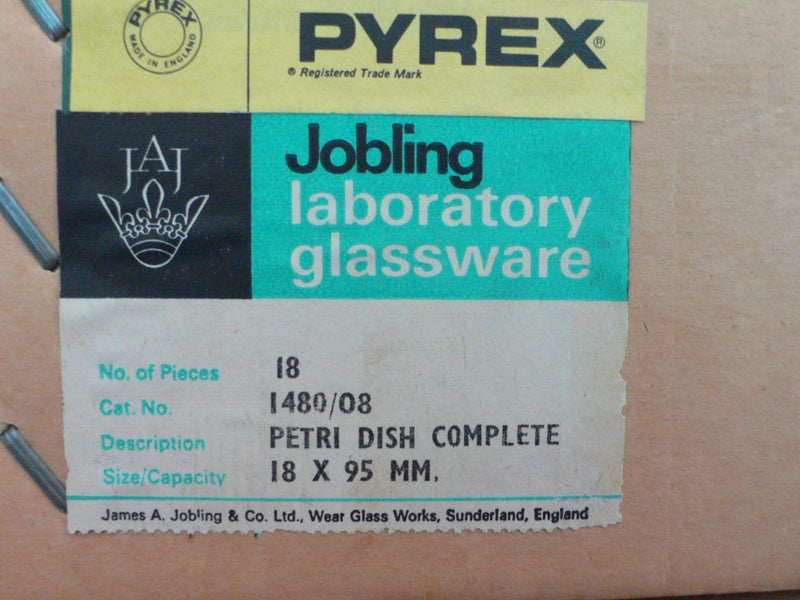 PYREX
MADE IN ENGLAND
PYREX®
® Registered Trade Mark
JAJ
Jobling
laboratory
glassware
No. of Pieces 18
Cat. No. 1480/08
Description PETRI DISH COMPLETE
Size/Capacity 18 X 95 MM.
James A. Jobling & Co. Ltd., Wear Glass Works, Sunderland, England